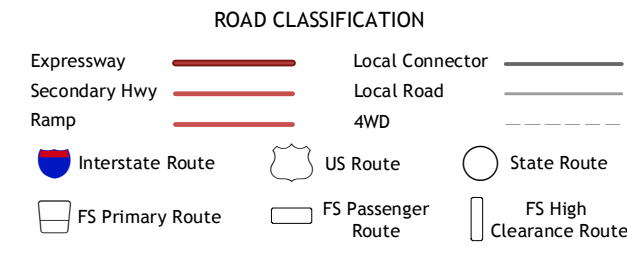 ROAD CLASSIFICATION
Expressway
Local Connector
Secondary Hwy
Local Road
Ramp
4WD
Interstate Route
US Route
State Route
FS Primary Route
FS Passenger
Route
FS High
Clearance Route